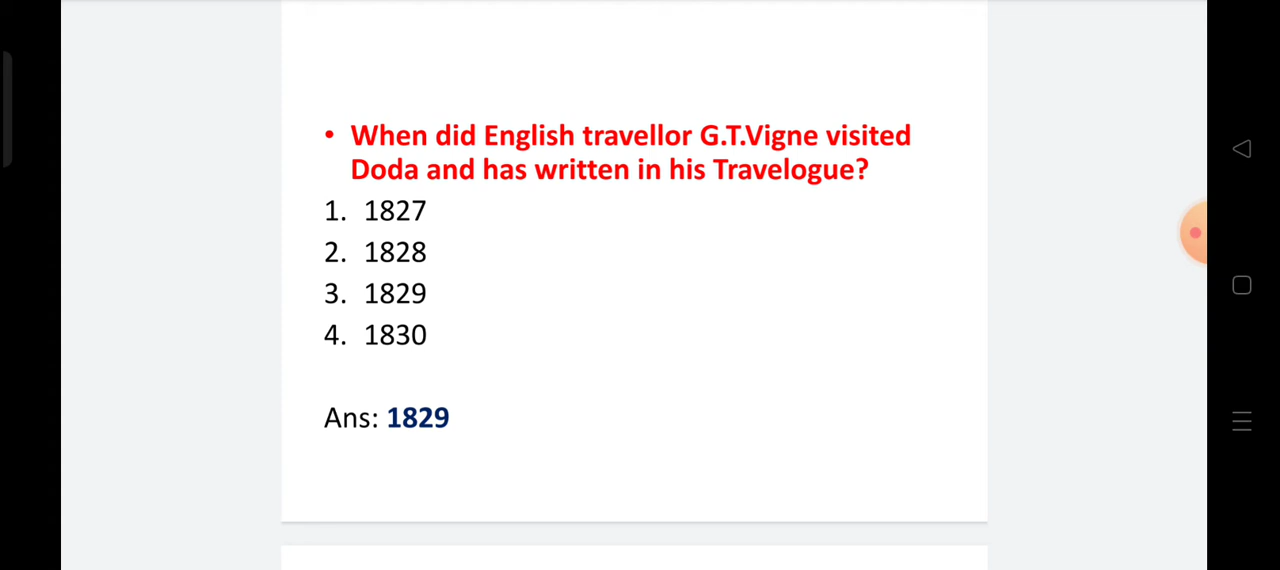 • When did English travellor G.T.Vigne visited
Doda and has written in his Travelogue?
1. 1827
2. 1828
3. 1829
4. 1830
Ans: 1829